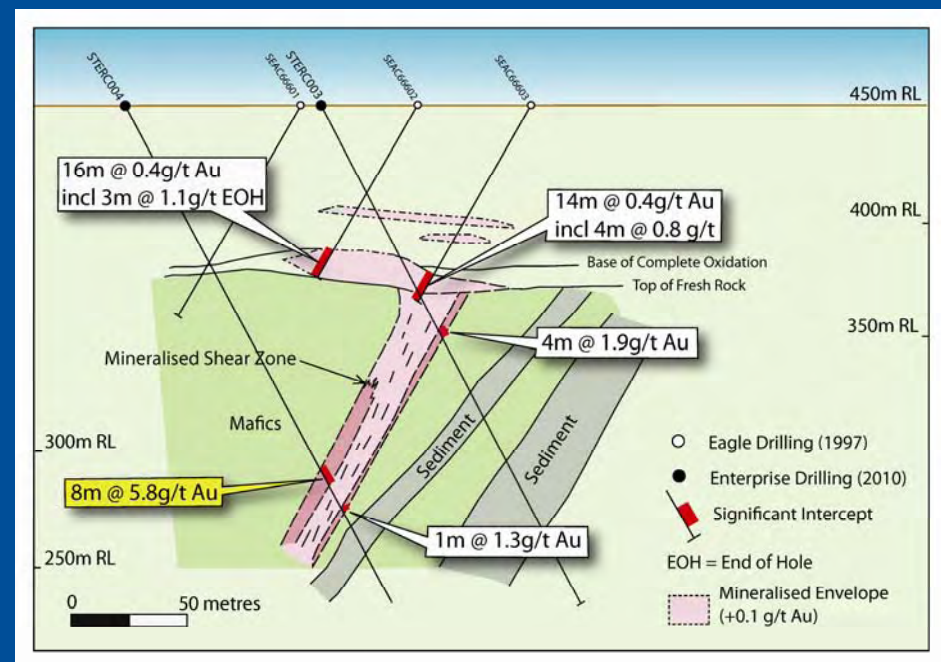 STERC004
SEAC66601
STERC003
SEAC66602
SEAC66603
450m RL
16m @ 0.4g/t Au
incl 3m @ 1.1g/t EOH
14m @ 0.4g/t Au
incl 4m @ 0.8 g/t
400m RL
Base of Complete Oxidation
Top of Fresh Rock
350m RL
4m @ 1.9g/t Au
Mineralised Shear Zone
Mafics
300m RL
Sediment
Sediment
8m @ 5.8g/t Au
1m @ 1.3g/t Au
250m RL
0 50 metres
Eagle Drilling (1997)
Enterprise Drilling (2010)
Significant Intercept
EOH = End of Hole
Mineralised Envelope
(+0.1 g/t Au)